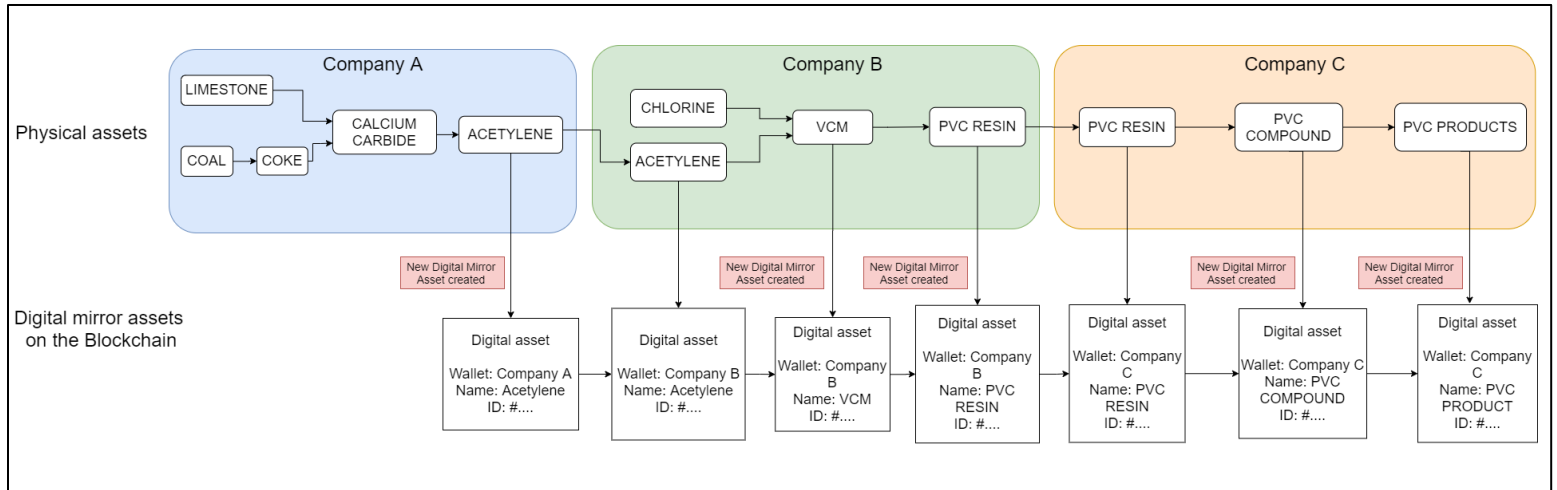 Company A
Company B
Company C
Physical assets
LIMESTONE
COAL
COKE
CALCIUM
CARBIDE
ACETYLENE
CHLORINE
ACETYLENE
VCM
PVC RESIN
PVC RESIN
PVC
COMPOUND
PVC PRODUCTS
New Digital Mirror
Asset created
New Digital Mirror
Asset created
New Digital Mirror
Asset created
New Digital Mirror
Asset created
New Digital Mirror
Asset created
Digital mirror assets
on the Blockchain
Digital asset
Wallet: Company A
Name: Acetylene
ID: #....
Digital asset
Wallet: Company B
Name: Acetylene
ID: #....
Digital asset
Wallet: Company
B
Name: VCM
ID: #....
Digital asset
Wallet: Company
B
Name: PVC
RESIN
ID: #....
Digital asset
Wallet: Company
C
Name: PVC
RESIN
ID: #....
Digital asset
Wallet: Company C
Name: PVC
COMPOUND
ID: #....
Digital asset
Wallet: Company
C
Name: PVC
PRODUCT
ID: #....